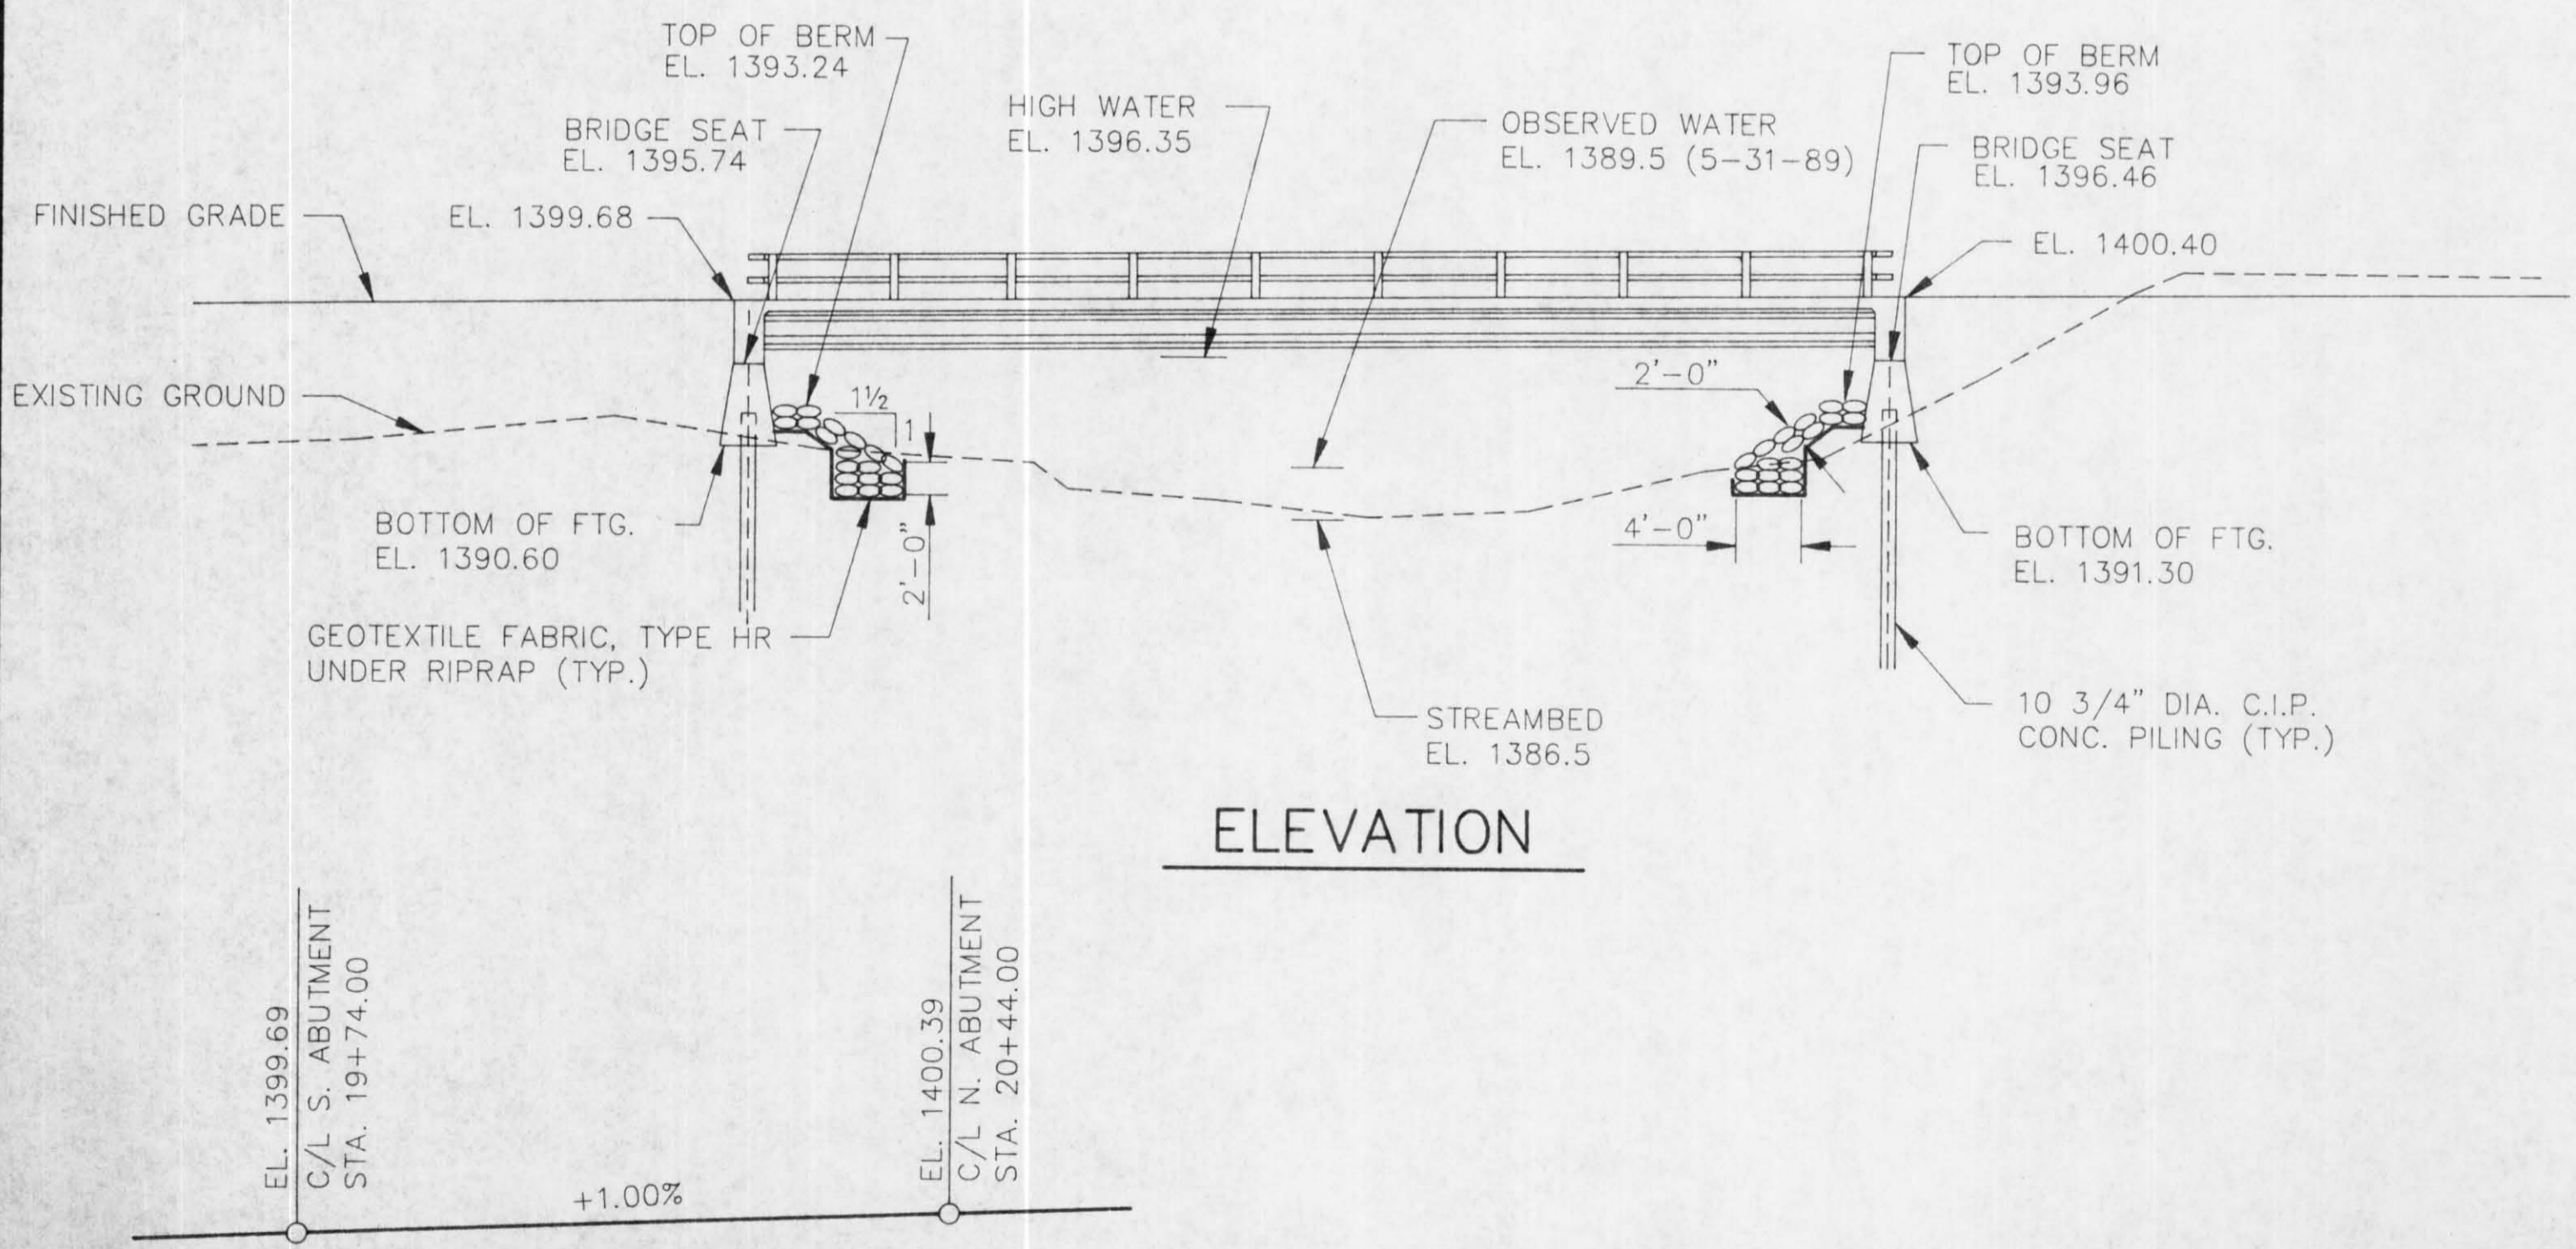 TOP OF BERM
EL. 1393.24
BRIDGE SEAT
EL. 1395.74
HIGH WATER
EL. 1396.35
OBSERVED WATER
EL. 1389.5 (5-31-89)
TOP OF BERM
EL. 1393.96
BRIDGE SEAT
EL. 1396.46
FINISHED GRADE
EL. 1399.68
EL. 1400.40
EXISTING GROUND
1½
1
2'-0"
2'-0"
4'-0"
BOTTOM OF FTG.
EL. 1390.60
BOTTOM OF FTG.
EL. 1391.30
GEOTEXTILE FABRIC, TYPE HR
UNDER RIPRAP (TYP.)
STREAMBED
EL. 1386.5
10 3/4" DIA. C.I.P.
CONC. PILING (TYP.)
ELEVATION
EL. 1399.69
C/L S. ABUTMENT
STA. 19+74.00
EL. 1400.39
C/L N. ABUTMENT
STA. 20+44.00
+1.00%